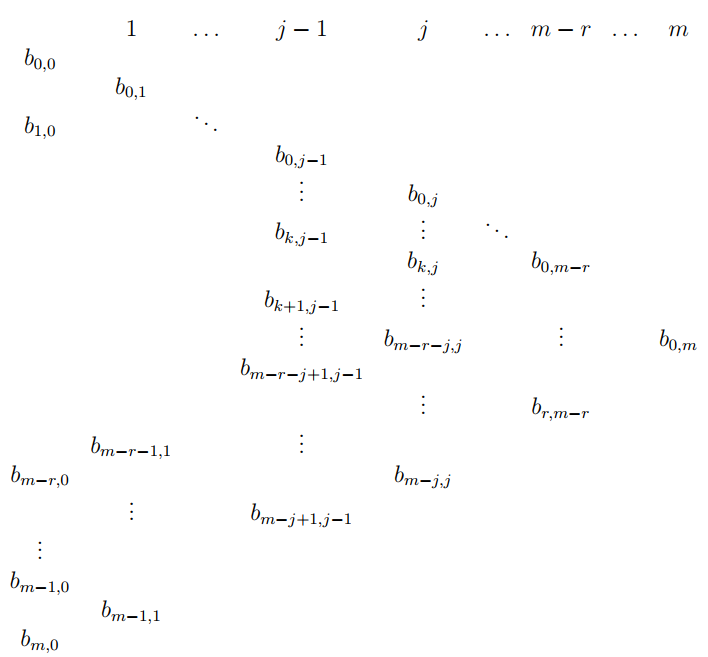 1 … j − 1 j … m − r … m
b_{0,0}
b_{0,1}
b_{1,0} ⋱
b_{0,j−1}
⋮ b_{0,j}
b_{k,j−1} ⋮ ⋱
b_{k,j} b_{0,m−r}
b_{k+1,j−1} ⋮
⋮ b_{m−r−j,j} ⋮ b_{0,m}
b_{m−r−j+1,j−1}
⋮ b_{r,m−r}
b_{m−r−1,1} ⋮
b_{m−r,0} b_{m−j,j}
⋮ b_{m−j+1,j−1}
⋮
b_{m−1,0}
b_{m−1,1}
b_{m,0}